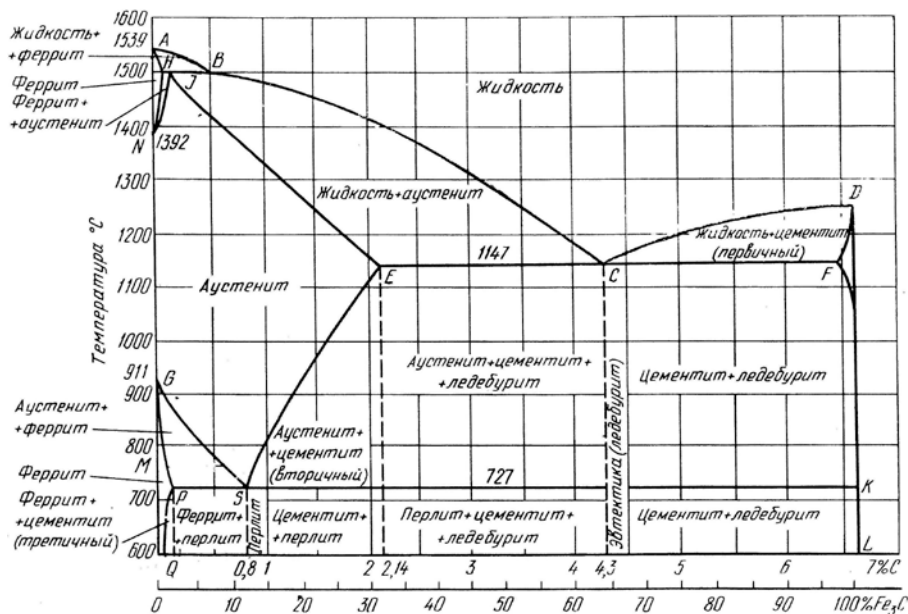 1600
1539
Жидкость+
+феррит
A
H
B
J
1500
Феррит
Феррит+
+аустенит
1400
N
1392
Жидкость
1300
Жидкость+аустенит
D
1200
Жидкость+цементит
(первичный)
1147
E
C
F
Температура °C
Аустенит
1100
1000
911
G
900
Аустенит+цементит+
+ледебурит
Эвтектика(ледебурит)
Цементит+ледебурит
Аустенит+
+феррит
800
Аустенит+
+цементит
(вторичный)
M
Феррит
727
700
P
S
K
Феррит+
+цементит
(третичный)
Феррит+
+перлит
Перлит
Цементит+
+перлит
Перлит+цементит+
+ледебурит
Цементит+ледебурит
600
L
Q
0,8
1
2
2,14
3
4
4,3
5
6
7%C
0
10
20
30
40
50
60
70
80
90
100%Fe₃C